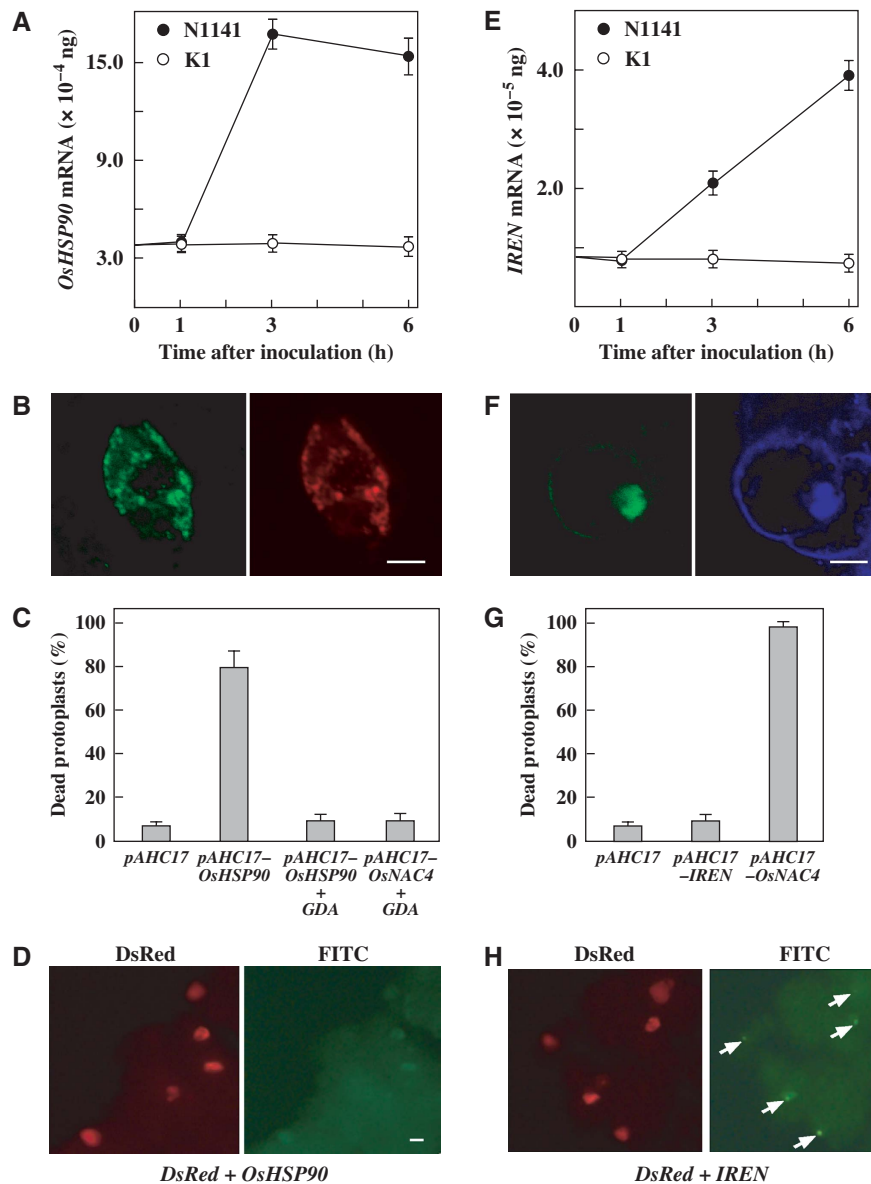 A
N1141
K1
15.0
9.0
3.0
OsHSP90 mRNA (× 10⁻⁴ ng)
0 1 3 6
Time after inoculation (h)
E
N1141
K1
4.0
2.0
IREN mRNA (× 10⁻⁵ ng)
0 1 3 6
Time after inoculation (h)
B
F
C
100
80
60
40
20
0
Dead protoplasts (%)
pAHC17
pAHC17–
OsHSP90
pAHC17–
OsHSP90
+
GDA
pAHC17–
OsNAC4
+
GDA
G
100
80
60
40
20
0
Dead protoplasts (%)
pAHC17
pAHC17
–IREN
pAHC17
–OsNAC4
D
DsRed
FITC
DsRed + OsHSP90
H
DsRed
FITC
DsRed + IREN